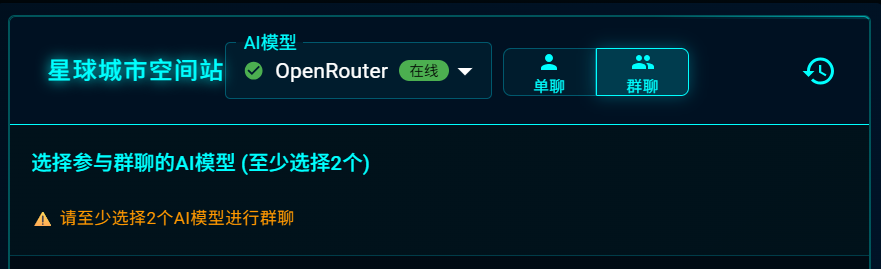 AI模型
星球城市空间站
OpenRouter 在线
单聊
群聊
选择参与群聊的AI模型 (至少选择2个)
请至少选择2个AI模型进行群聊